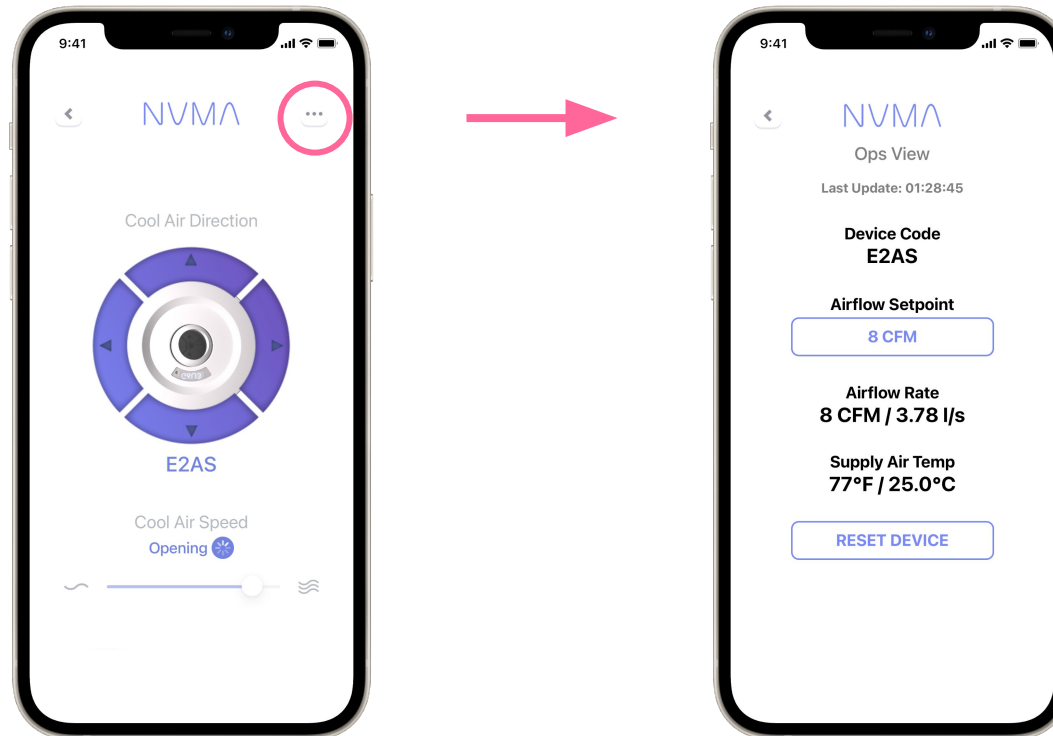 9:41
NVMA
Cool Air Direction
E2AS
Cool Air Speed
Opening
9:41
NVMA
Ops View
Last Update: 01:28:45
Device Code
E2AS
Airflow Setpoint
8 CFM
Airflow Rate
8 CFM / 3.78 l/s
Supply Air Temp
77°F / 25.0°C
RESET DEVICE